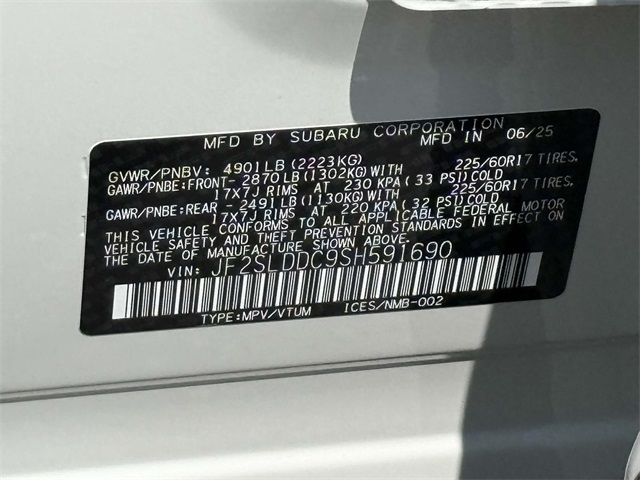 MFD BY SUBARU CORPORATION MFD IN 06/25
GVWR/PNBV: 4901LB(2223KG)
GAWR/PNBE:FRONT-2870LB(1302KG)WITH 225/60R17 TIRES.
17X7J RIMS AT 230 KPA( 33 PSI)COLD
GAWR/PNBE:REAR -2491LB(1130KG)WITH 225/60R17 TIRES.
17X7J RIMS AT 220 KPA( 32 PSI)COLD
THIS VEHICLE CONFORMS TO ALL APPLICABLE FEDERAL MOTOR
VEHICLE SAFETY AND THEFT PREVENTION STANDARDS IN EFFECT ON
THE DATE OF MANUFACTURE SHOWN ABOVE.
VIN: JF2SLDDC9SH591690
TYPE:MPV/VTUM ICES/NMB-002